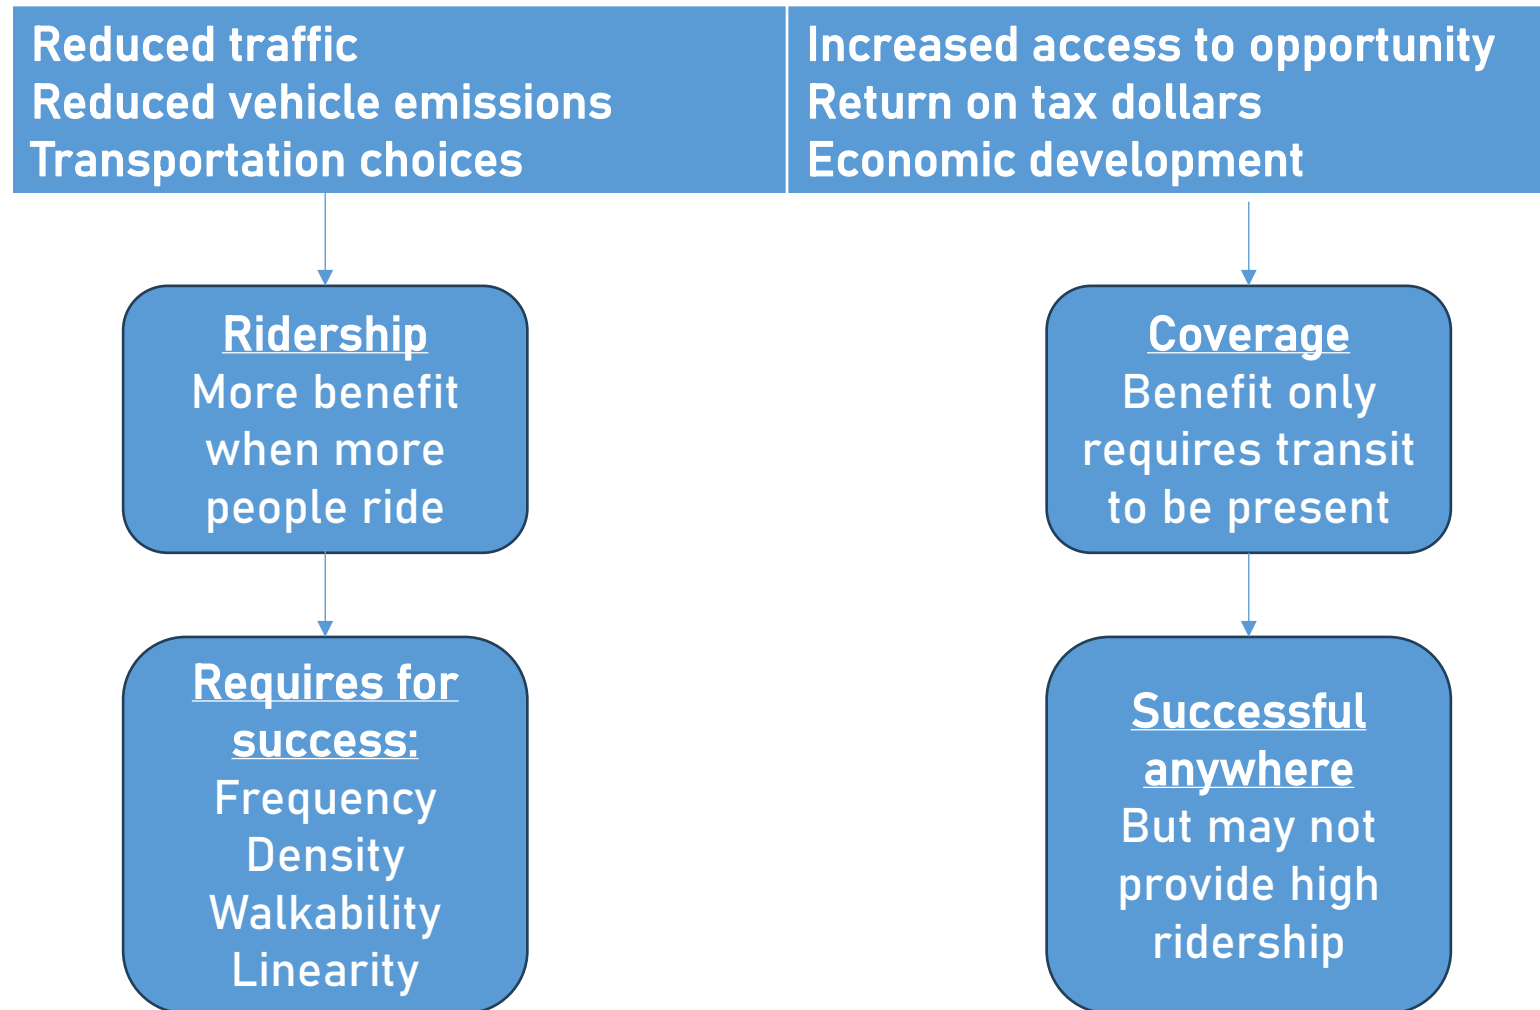 Reduced traffic
Reduced vehicle emissions
Transportation choices
Increased access to opportunity
Return on tax dollars
Economic development
Ridership
More benefit
when more
people ride
Coverage
Benefit only
requires transit
to be present
Requires for
success:
Frequency
Density
Walkability
Linearity
Successful
anywhere
But may not
provide high
ridership